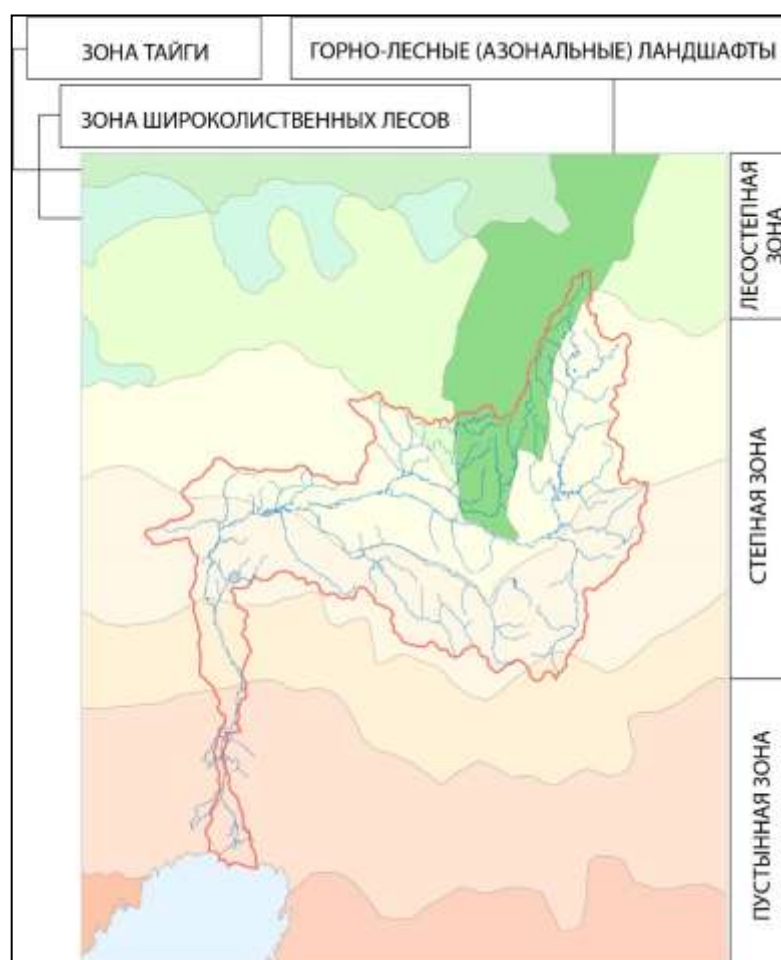 ЗОНА ТАЙГИ
ГОРНО-ЛЕСНЫЕ (АЗОНАЛЬНЫЕ) ЛАНДШАФТЫ
ЗОНА ШИРОКОЛИСТВЕННЫХ ЛЕСОВ
ЛЕСОСТЕПНАЯ
ЗОНА
СТЕПНАЯ ЗОНА
ПУСТЫННАЯ ЗОНА